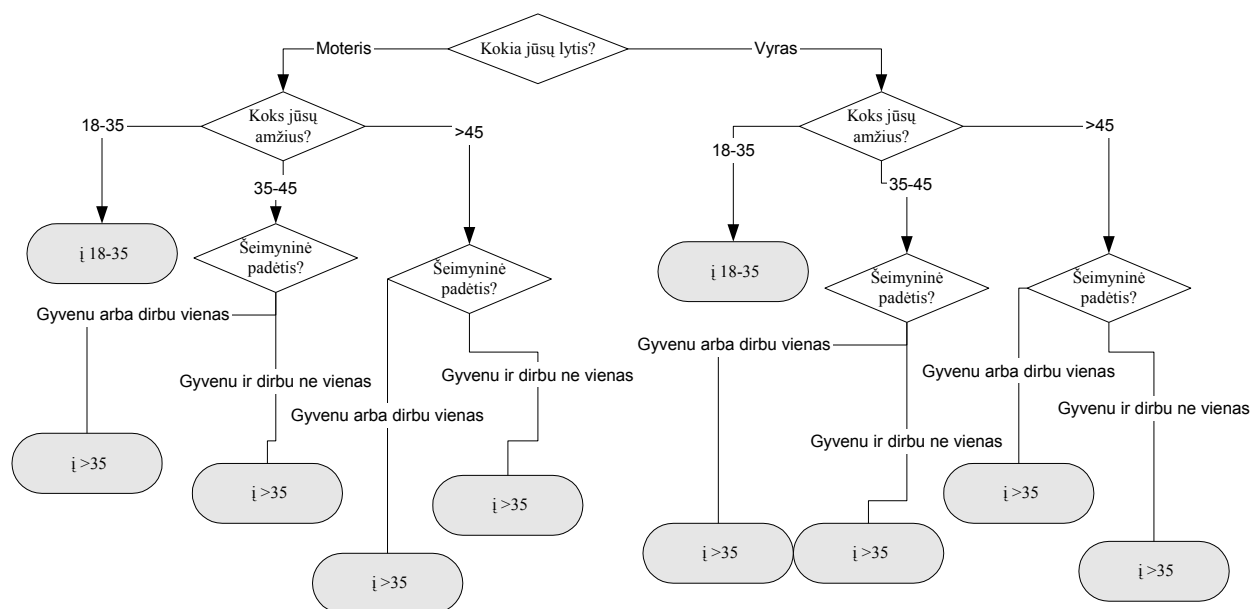 Kokia jūsų lytis?
Moteris
Vyras
Koks jūsų
amžius?
18-35
35-45
>45
Koks jūsų
amžius?
18-35
35-45
>45
į 18-35
Šeimyninė
padėtis?
Šeimyninė
padėtis?
į 18-35
Šeimyninė
padėtis?
Šeimyninė
padėtis?
Gyvenu arba dirbu vienas
Gyvenu ir dirbu ne vienas
Gyvenu arba dirbu vienas
Gyvenu ir dirbu ne vienas
Gyvenu arba dirbu vienas
Gyvenu ir dirbu ne vienas
Gyvenu arba dirbu vienas
Gyvenu ir dirbu ne vienas
į >35
į >35
į >35
į >35
į >35
į >35
į >35
į >35